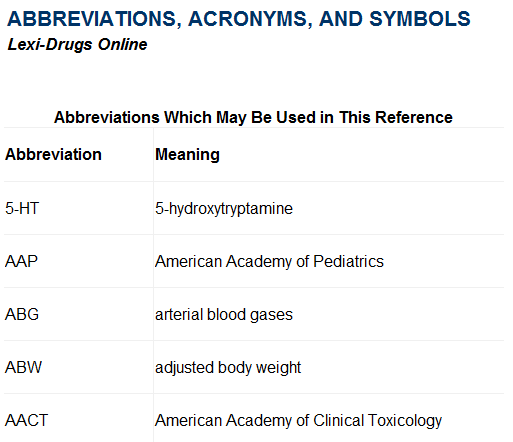 ABBREVIATIONS, ACRONYMS, AND SYMBOLS
Lexi-Drugs Online
Abbreviations Which May Be Used in This Reference
Abbreviation Meaning
5-HT 5-hydroxytryptamine
AAP American Academy of Pediatrics
ABG arterial blood gases
ABW adjusted body weight
AACT American Academy of Clinical Toxicology